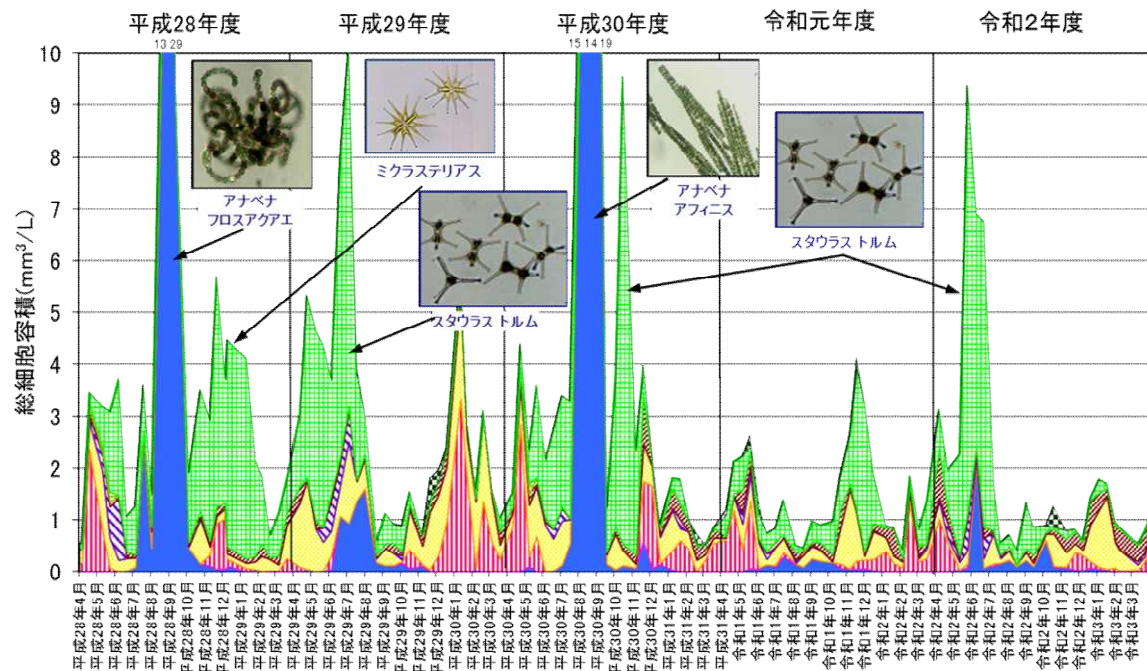 平成28年度
平成29年度
平成30年度
令和元年度
令和2年度
13 29
15 14 19
総細胞容積(mm³/L)
10
9
8
7
6
5
4
3
2
1
0
アナベナ
フロスアクアエ
ミクラステリアス
スタウラストルム
アナベナ
アフィニス
スタウラストルム
平成28年4月
平成28年5月
平成28年6月
平成28年7月
平成28年8月
平成28年9月
平成28年10月
平成28年11月
平成28年12月
平成29年1月
平成29年2月
平成29年3月
平成29年4月
平成29年5月
平成29年6月
平成29年7月
平成29年8月
平成29年9月
平成29年10月
平成29年11月
平成29年12月
平成30年1月
平成30年2月
平成30年3月
平成30年4月
平成30年5月
平成30年6月
平成30年7月
平成30年8月
平成30年9月
平成30年10月
平成30年11月
平成30年12月
平成31年1月
平成31年2月
平成31年3月
平成31年4月
令和1年5月
令和1年6月
令和1年7月
令和1年8月
令和1年9月
令和1年10月
令和1年11月
令和1年12月
令和2年1月
令和2年2月
令和2年3月
令和2年4月
令和2年5月
令和2年6月
令和2年7月
令和2年8月
令和2年9月
令和2年10月
令和2年11月
令和2年12月
令和3年1月
令和3年2月
令和3年3月